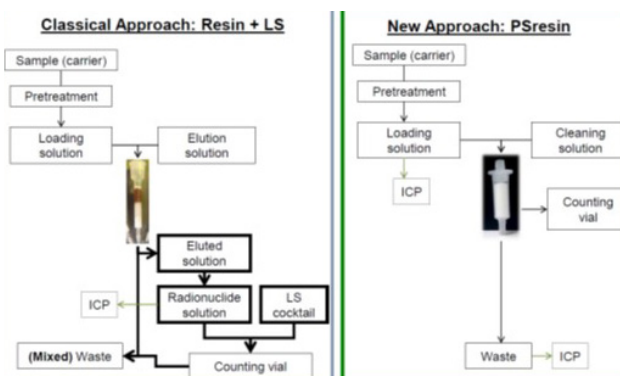 Classical Approach: Resin + LS
Sample (carrier)
Pretreatment
Loading
solution
Elution
solution
Eluted
solution
ICP
Radionuclide
solution
LS
cocktail
(Mixed) Waste
Counting vial
New Approach: PSresin
Sample (carrier)
Pretreatment
Loading
solution
Cleaning
solution
ICP
Counting
vial
Waste
ICP